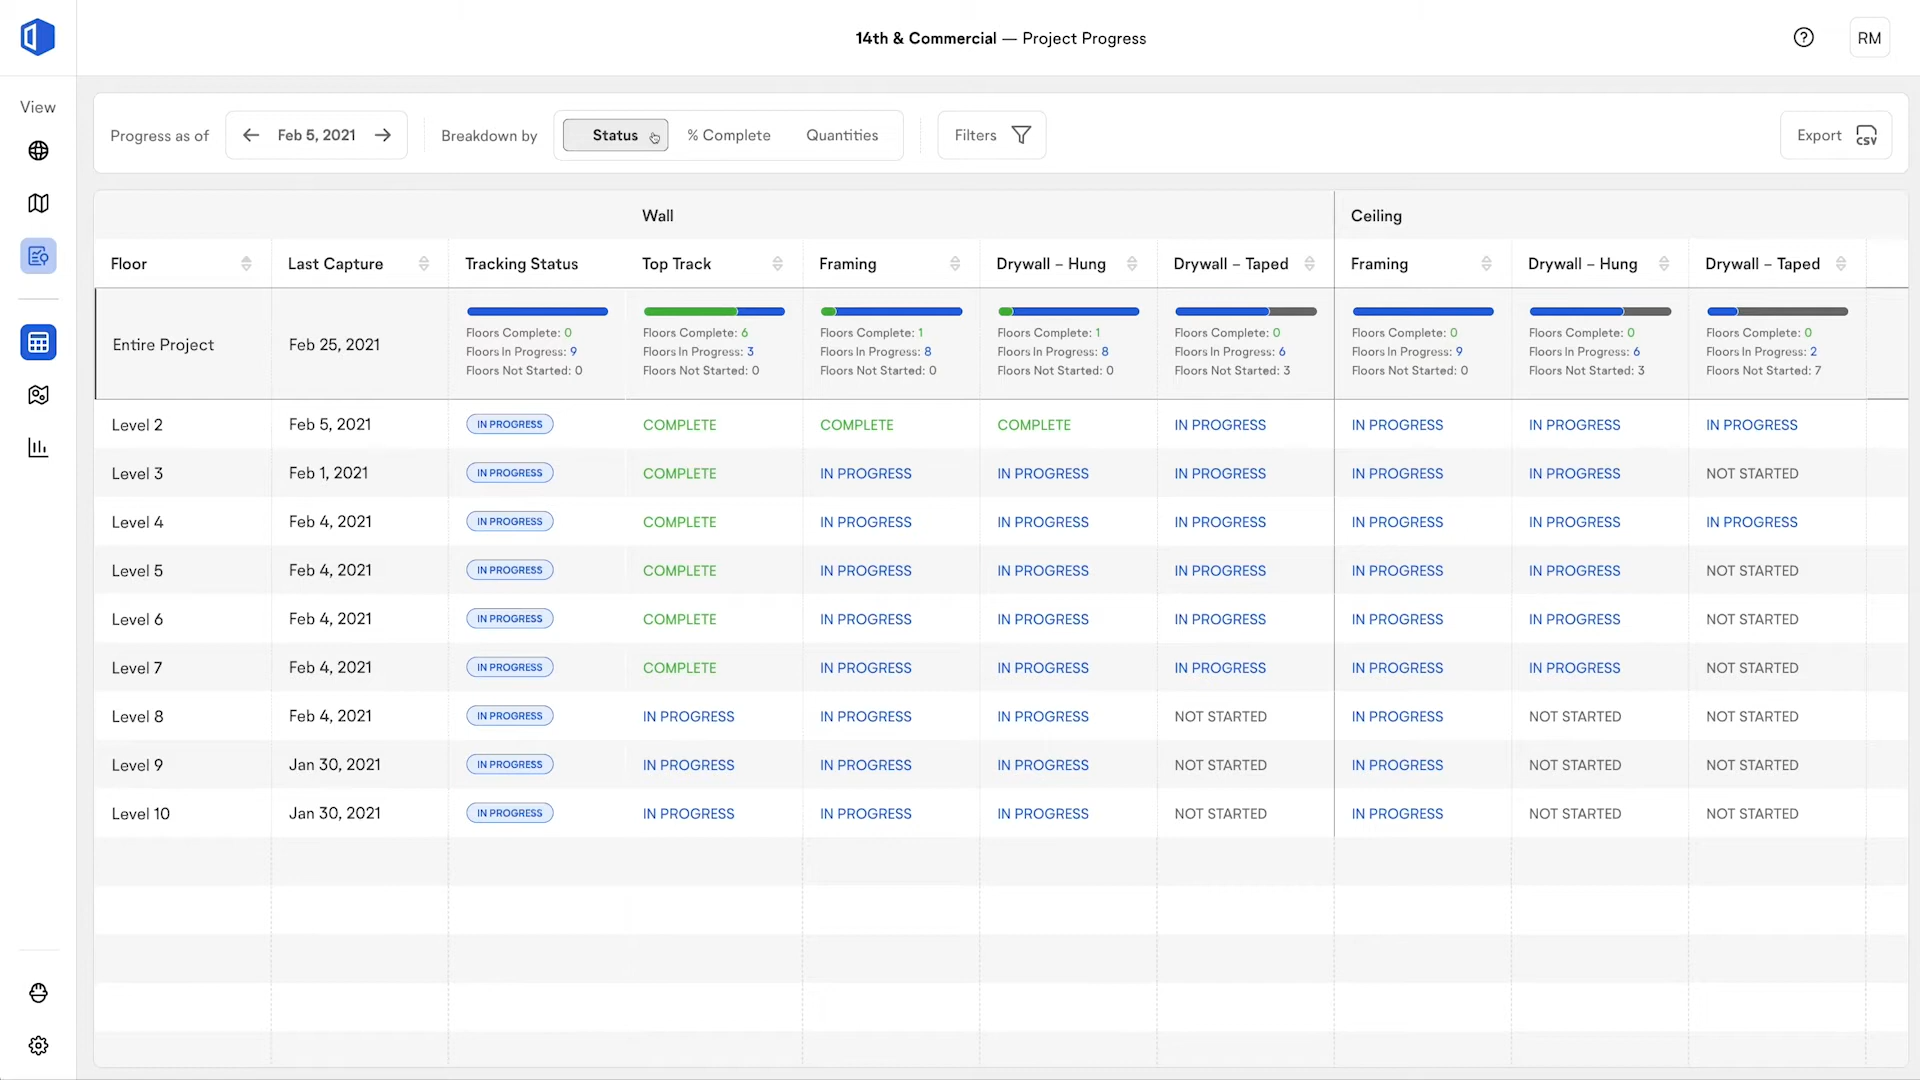 14th & Commercial — Project Progress
RM
View
Progress as of
Feb 5, 2021
Breakdown by
Status
% Complete
Quantities
Filters
Export
CSV
Wall
Ceiling
Floor
Last Capture
Tracking Status
Top Track
Framing
Drywall – Hung
Drywall – Taped
Framing
Drywall – Hung
Drywall – Taped
Entire Project
Feb 25, 2021
Floors Complete: 0
Floors In Progress: 9
Floors Not Started: 0
Floors Complete: 6
Floors In Progress: 3
Floors Not Started: 0
Floors Complete: 1
Floors In Progress: 8
Floors Not Started: 0
Floors Complete: 1
Floors In Progress: 8
Floors Not Started: 0
Floors Complete: 0
Floors In Progress: 6
Floors Not Started: 3
Floors Complete: 0
Floors In Progress: 9
Floors Not Started: 0
Floors Complete: 0
Floors In Progress: 6
Floors Not Started: 3
Floors Complete: 0
Floors In Progress: 2
Floors Not Started: 7
Level 2 Feb 5, 2021 IN PROGRESS COMPLETE COMPLETE COMPLETE IN PROGRESS IN PROGRESS IN PROGRESS IN PROGRESS
Level 3 Feb 1, 2021 IN PROGRESS COMPLETE IN PROGRESS IN PROGRESS IN PROGRESS IN PROGRESS IN PROGRESS NOT STARTED
Level 4 Feb 4, 2021 IN PROGRESS COMPLETE IN PROGRESS IN PROGRESS IN PROGRESS IN PROGRESS IN PROGRESS IN PROGRESS
Level 5 Feb 4, 2021 IN PROGRESS COMPLETE IN PROGRESS IN PROGRESS IN PROGRESS IN PROGRESS IN PROGRESS NOT STARTED
Level 6 Feb 4, 2021 IN PROGRESS COMPLETE IN PROGRESS IN PROGRESS IN PROGRESS IN PROGRESS IN PROGRESS NOT STARTED
Level 7 Feb 4, 2021 IN PROGRESS COMPLETE IN PROGRESS IN PROGRESS IN PROGRESS IN PROGRESS IN PROGRESS NOT STARTED
Level 8 Feb 4, 2021 IN PROGRESS IN PROGRESS IN PROGRESS IN PROGRESS NOT STARTED IN PROGRESS NOT STARTED NOT STARTED
Level 9 Jan 30, 2021 IN PROGRESS IN PROGRESS IN PROGRESS IN PROGRESS NOT STARTED IN PROGRESS NOT STARTED NOT STARTED
Level 10 Jan 30, 2021 IN PROGRESS IN PROGRESS IN PROGRESS IN PROGRESS NOT STARTED IN PROGRESS NOT STARTED NOT STARTED